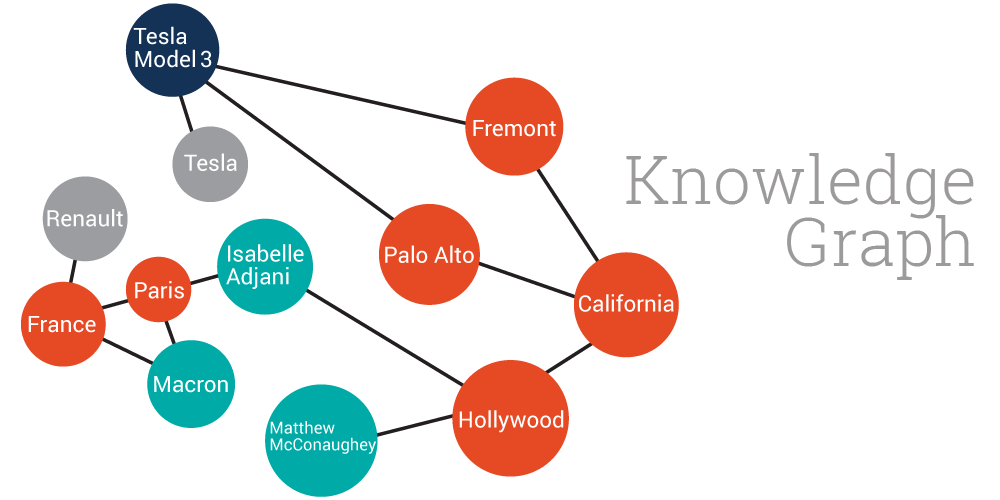 Tesla
Model 3
Fremont
Tesla
Knowledge
Graph
Renault
Isabelle
Adjani
Palo Alto
Paris
California
France
Macron
Hollywood
Matthew
McConaughey